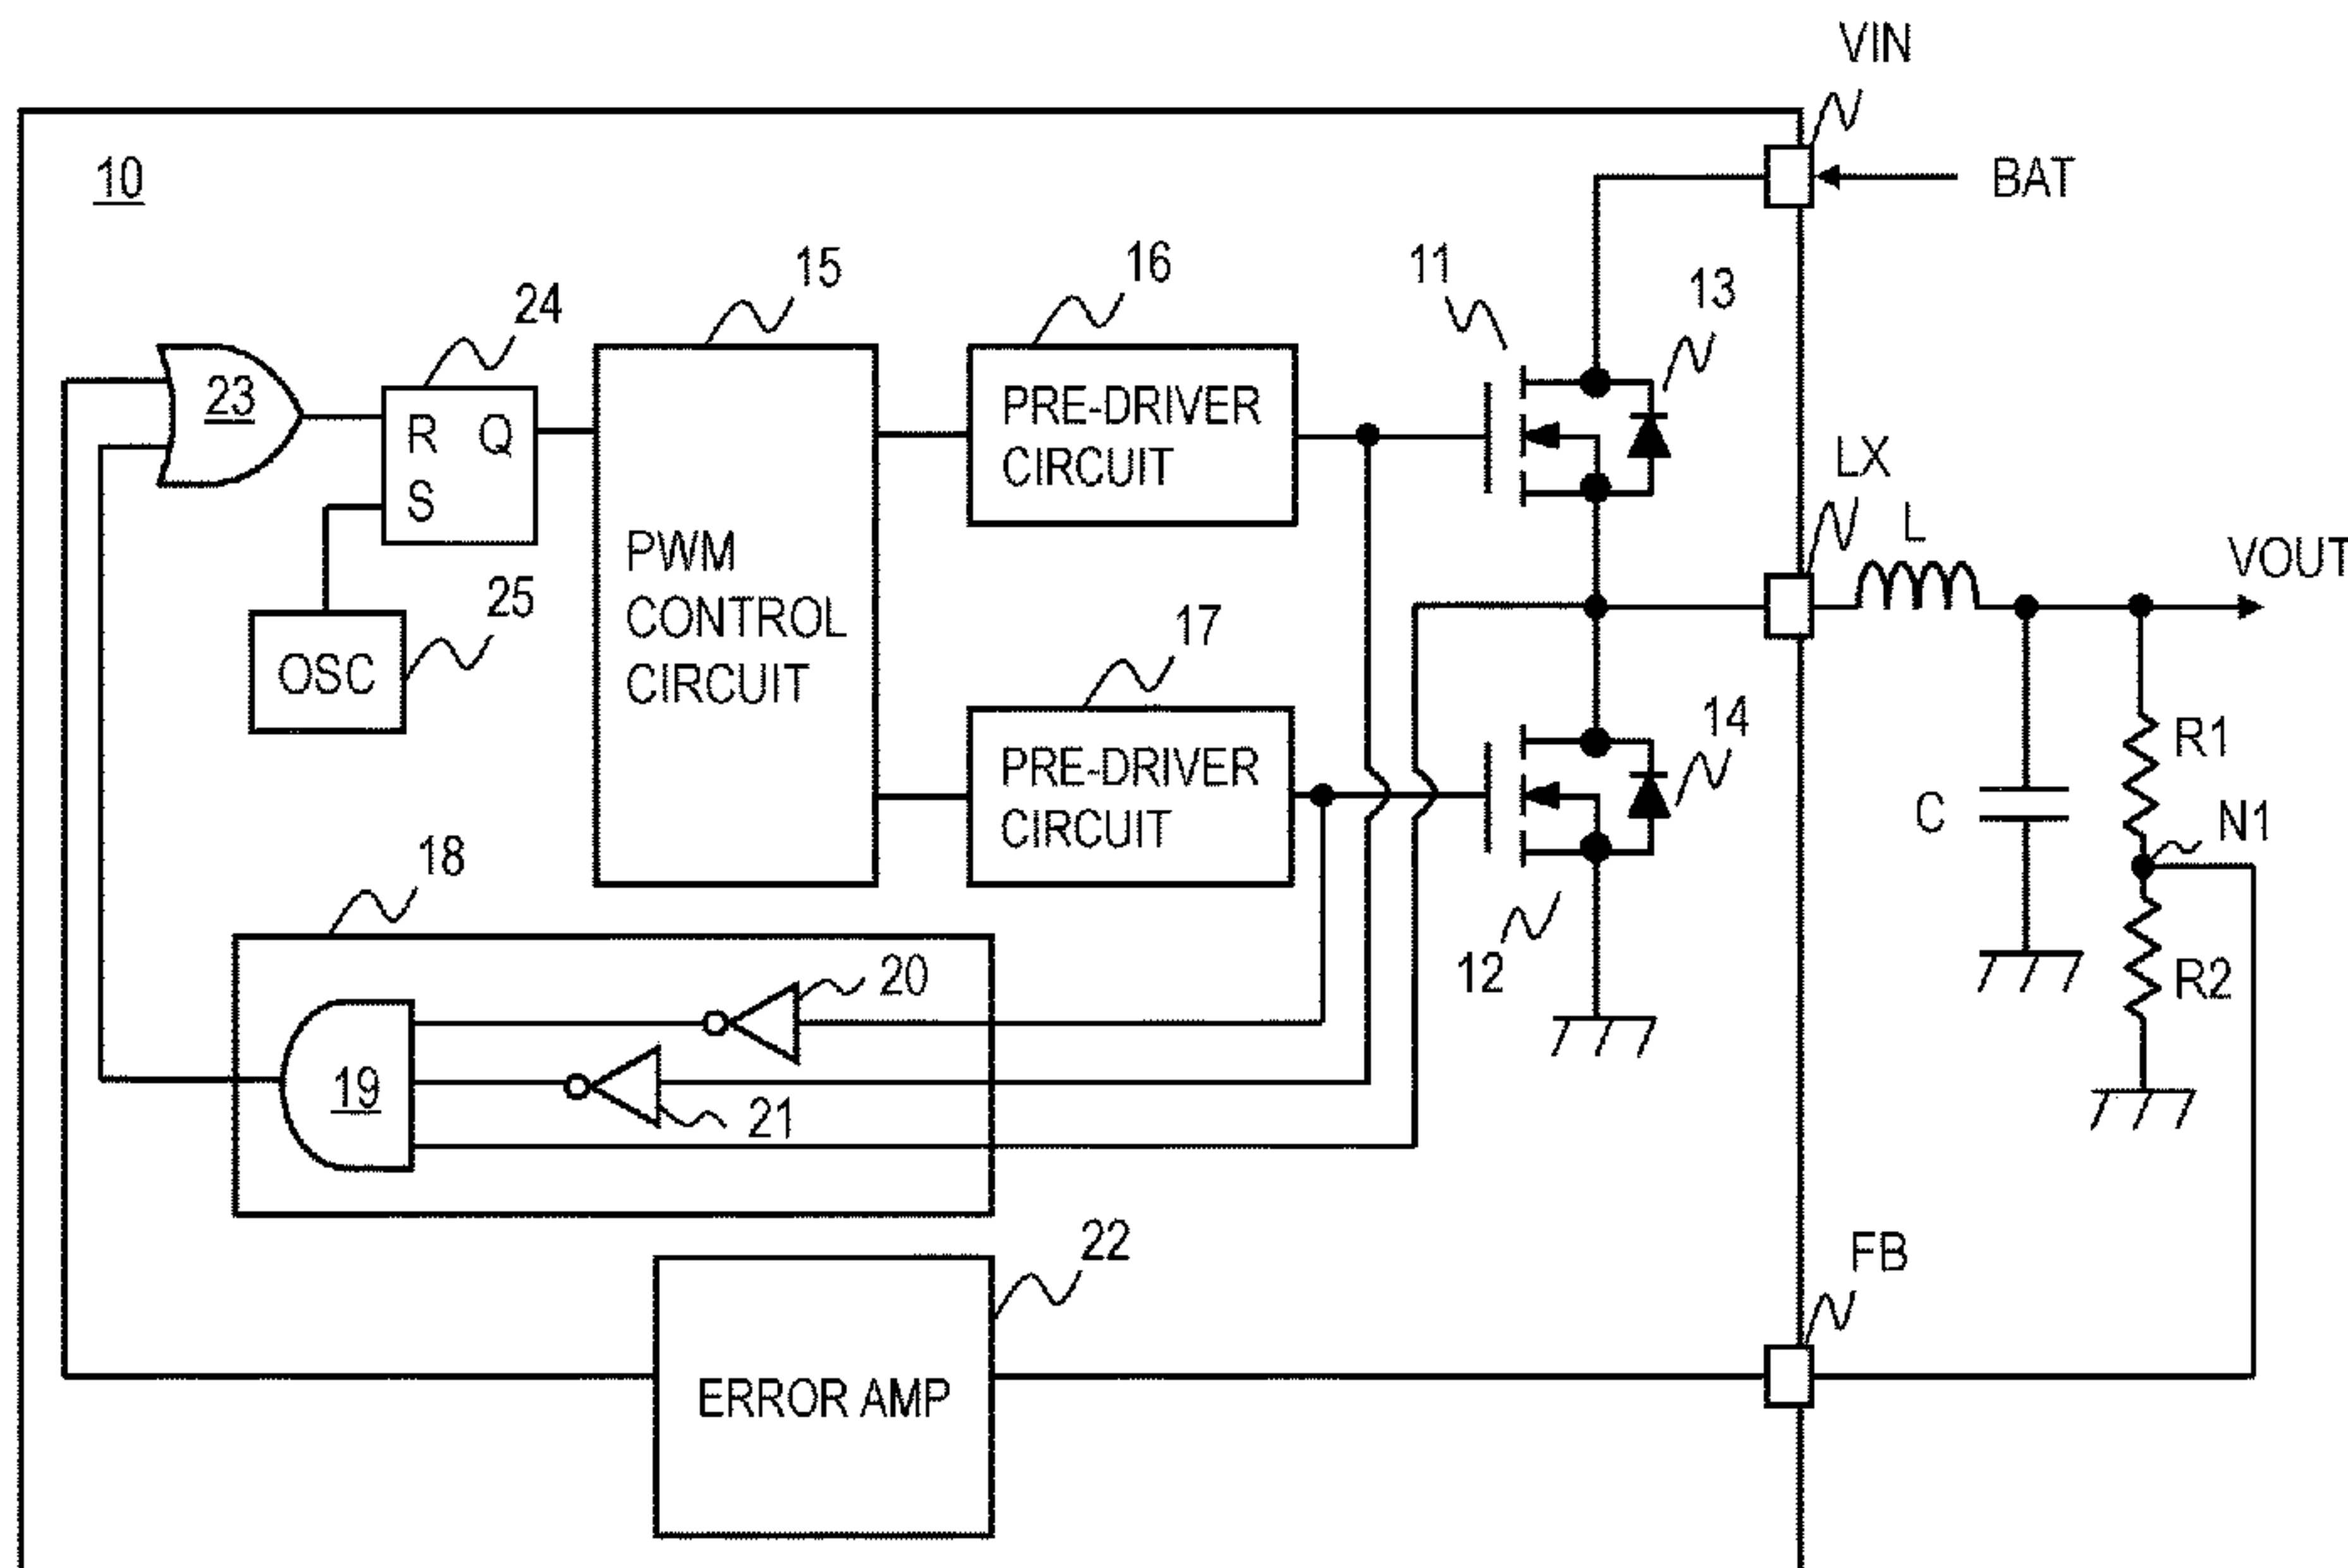 VIN
10
BAT
15
16
11
13
24
23
R Q
S
PRE-DRIVER
CIRCUIT
LX
L
VOUT
PWM
CONTROL
CIRCUIT
25
OSC
17
PRE-DRIVER
CIRCUIT
14
R1
C
N1
18
12
R2
20
19
21
22
FB
ERROR AMP